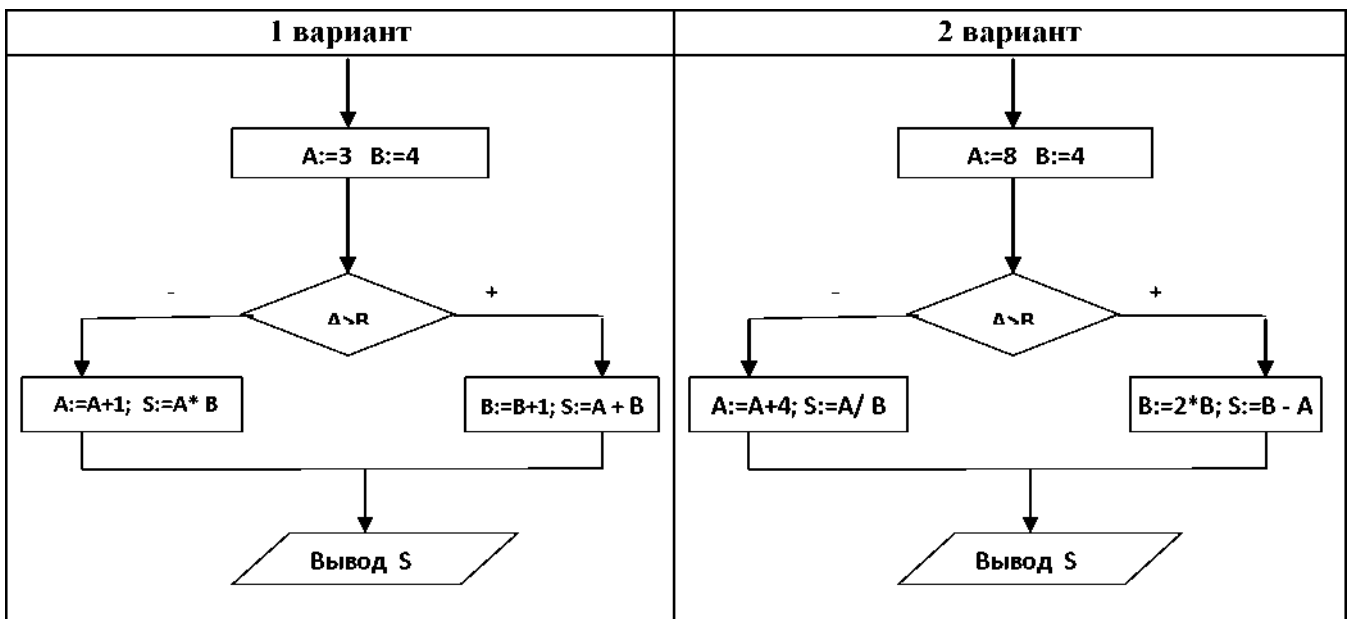 1 вариант
A:=3 B:=4
-
+
A>B
A:=A+1; S:=A* B
B:=B+1; S:=A + B
Вывод S
2 вариант
A:=8 B:=4
-
+
A>B
A:=A+4; S:=A/ B
B:=2*B; S:=B - A
Вывод S